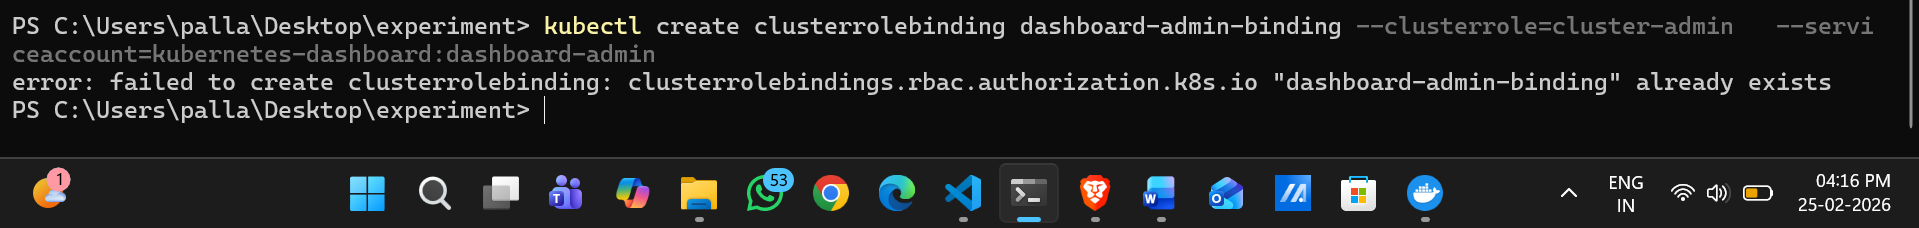 PS C:\Users\palla\Desktop\experiment> kubectl create clusterrolebinding dashboard-admin-binding --clusterrole=cluster-admin   --servi
ceaccount=kubernetes-dashboard:dashboard-admin
error: failed to create clusterrolebinding: clusterrolebindings.rbac.authorization.k8s.io "dashboard-admin-binding" already exists
PS C:\Users\palla\Desktop\experiment>
1
53
ENG
IN
04:16 PM
25-02-2026